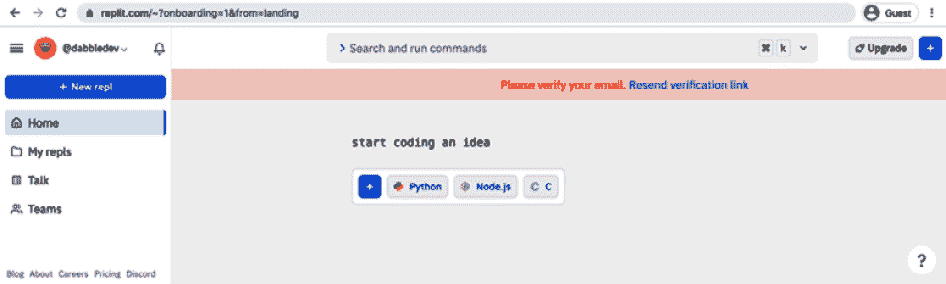 replit.com/~?onboarding=1&from=landing
Guest
@dabbledev
Search and run commands
⌘ k
Upgrade
+
+ New repl
Please verify your email. Resend verification link
Home
My repls
Talk
Teams
start coding an idea
+ Python Node.js C
Blog About Careers Pricing Discord
?